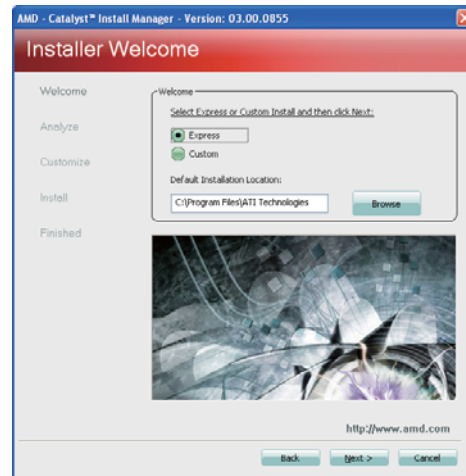 AMD - Catalyst™ Install Manager - Version: 03.00.0855
Installer Welcome
Welcome
Analyze
Customize
Install
Finished
Welcome
Select Express or Custom Install and then click Next:
Express
Custom
Default Installation Location:
C:\Program Files\ATI Technologies
Browse
http://www.amd.com
Back
Next >
Cancel